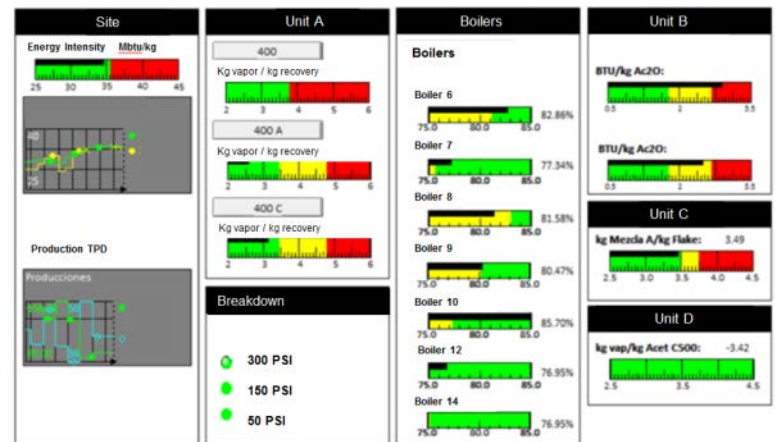 Site
Energy Intensity Mbtu/kg
25 30 35 40 45
40
25
Production TPD
Producciones
50
Unit A
400
Kg vapor / kg recovery
2 3 4 5 6
400 A
Kg vapor / kg recovery
2 3 4 5 6
400 C
Kg vapor / kg recovery
2 3 4 5 6
Breakdown
300 PSI
150 PSI
50 PSI
Boilers
Boilers
Boiler 6
82.86%
75.0 80.0 85.0
Boiler 7
77.34%
75.0 80.0 85.0
Boiler 8
81.58%
75.0 80.0 85.0
Boiler 9
80.47%
75.0 80.0 85.0
Boiler 10
85.70%
75.0 80.0 85.0
Boiler 12
76.95%
75.0 80.0 85.0
Boiler 14
76.95%
75.0 80.0 85.0
Unit B
BTU/kg Ac2O:
0.5 2 3.5
BTU/kg Ac2O:
0.5 2 3.5
Unit C
kg Mezcla A/kg Flake: 3.49
2.5 3.0 3.5 4.0 4.5
Unit D
kg vap/kg Acet C500: -3.42
2.5 3.5 4.5